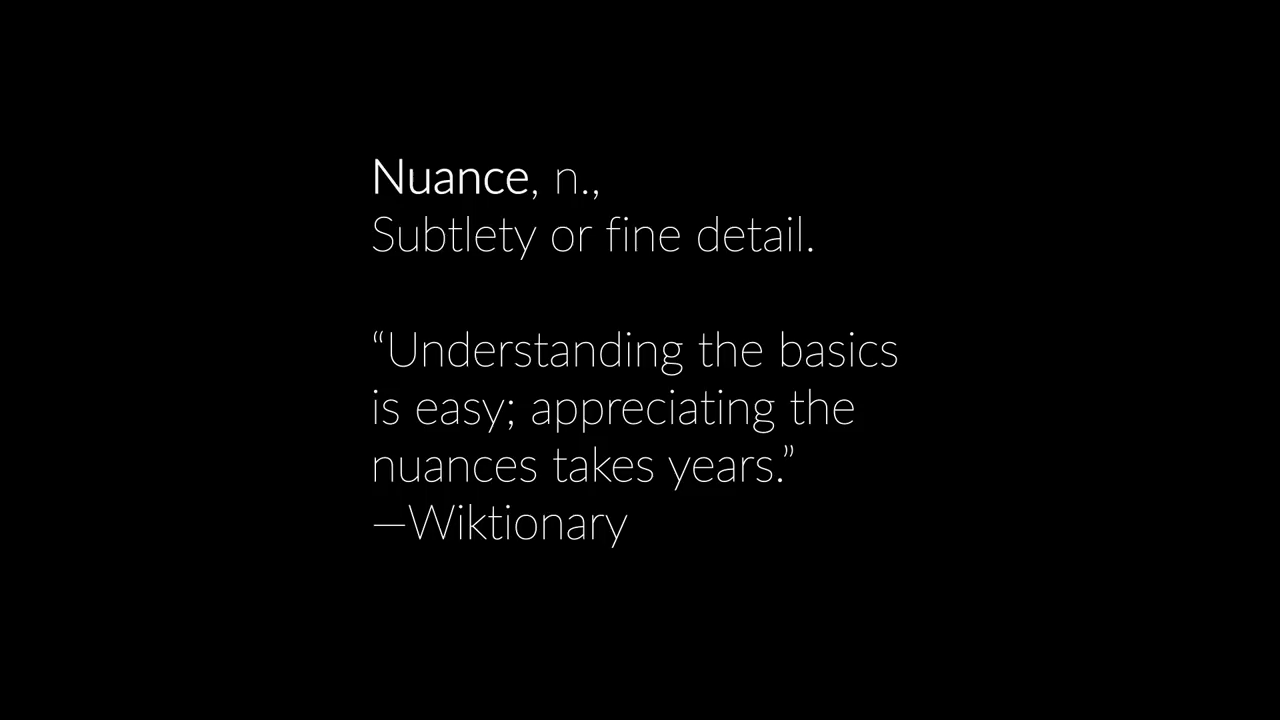 Nuance, n.,
Subtlety or fine detail.
“Understanding the basics
is easy; appreciating the
nuances takes years.”
—Wiktionary